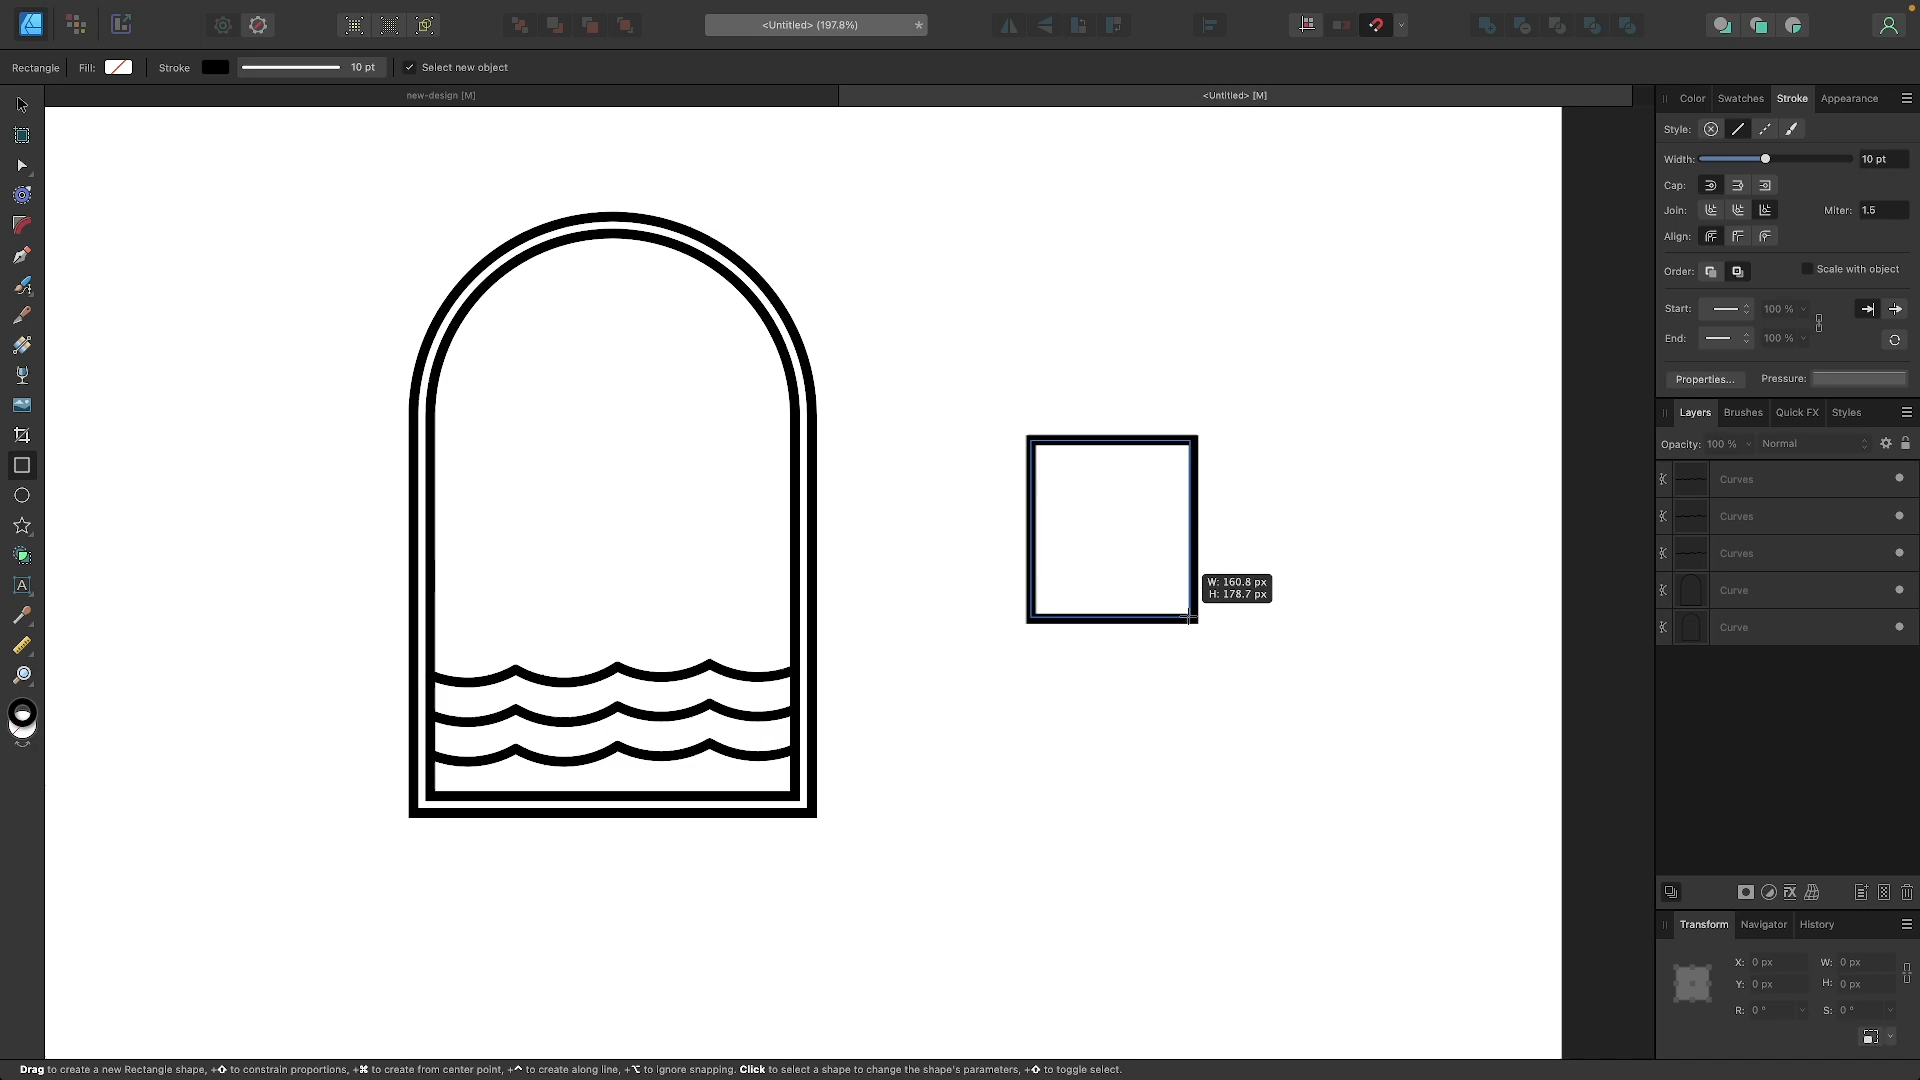 <Untitled> (197.8%)
*
Rectangle
Fill:
Stroke
10 pt
Select new object
new-design [M]
<Untitled> [M]
Color
Swatches
Stroke
Appearance
Style:
Width:
10 pt
Cap:
Join:
Miter:
1.5
Align:
Order:
Scale with object
Start:
100 %
End:
100 %
Properties...
Pressure:
Layers
Brushes
Quick FX
Styles
Opacity:
100 %
Normal
Curves
Curves
Curves
Curve
Curve
W: 160.8 px
H: 178.7 px
Transform
Navigator
History
X: 0 px
W: 0 px
Y: 0 px
H: 0 px
R: 0 °
S: 0 °
Drag to create a new Rectangle shape, +⇧ to constrain proportions, +⌘ to create from center point, +⌃ to create along line, +⌥ to ignore snapping. Click to select a shape to change the shape's parameters, +⇧ to toggle select.